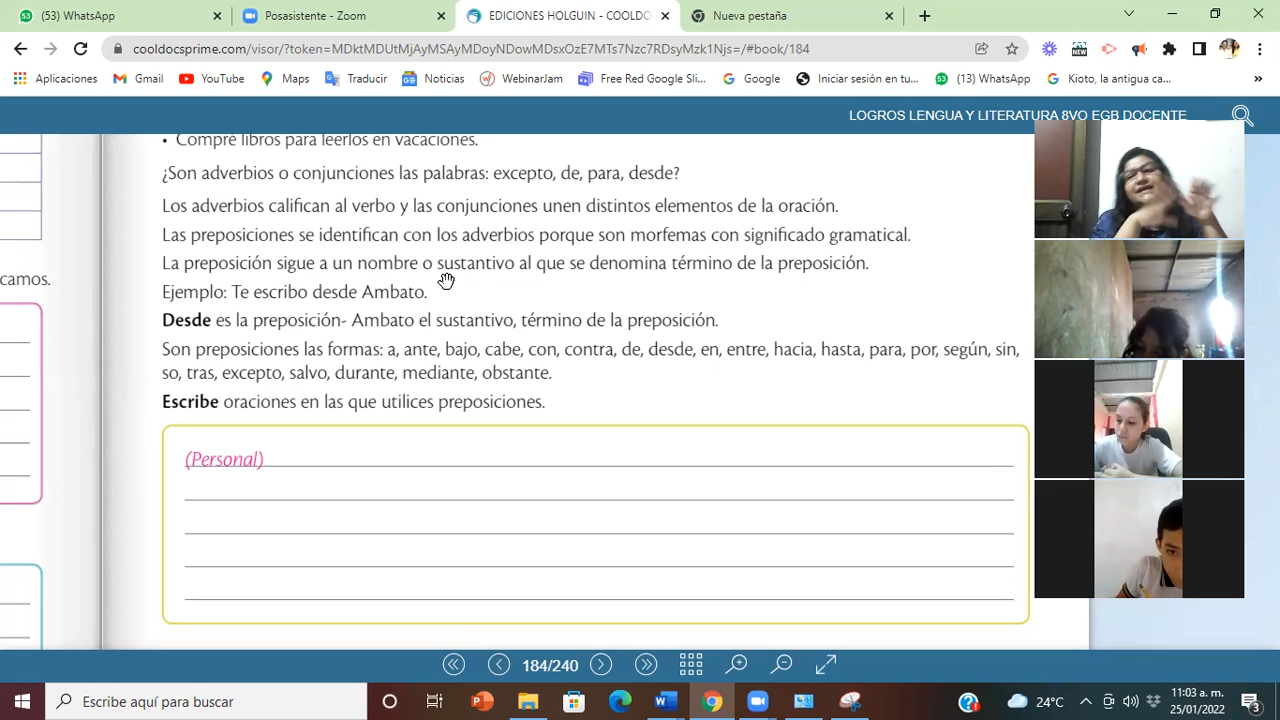 (53) WhatsApp
Posasistente - Zoom
EDICIONES HOLGUIN - COOLDO
Nueva pestaña
cooldocsprime.com/visor/?token=MDktMDUtMjAyMSAyMDoyNDoyMDsxOzE7MTs7Nzc7RDsyMzk1Njs=/#book/184
Aplicaciones
Gmail
YouTube
Maps
Traducir
Noticias
WebinarJam
Free Red Google Sli...
Google
Iniciar sesión en tu...
(13) WhatsApp
Kioto, la antigua ca...
LOGROS LENGUA Y LITERATURA 8VO EGB DOCENTE
camos.
• Compré libros para leerlos en vacaciones.
¿Son adverbios o conjunciones las palabras: excepto, de, para, desde?
Los adverbios califican al verbo y las conjunciones unen distintos elementos de la oración.
Las preposiciones se identifican con los adverbios porque son morfemas con significado gramatical.
La preposición sigue a un nombre o sustantivo al que se denomina término de la preposición.
Ejemplo: Te escribo desde Ambato.
Desde es la preposición- Ambato el sustantivo, término de la preposición.
Son preposiciones las formas: a, ante, bajo, cabe, con, contra, de, desde, en, entre, hacia, hasta, para, por, según, sin,
so, tras, excepto, salvo, durante, mediante, obstante.
Escribe oraciones en las que utilices preposiciones.
(Personal)
184/240
Escribe aquí para buscar
24°C
11:03 a. m.
25/01/2022
3